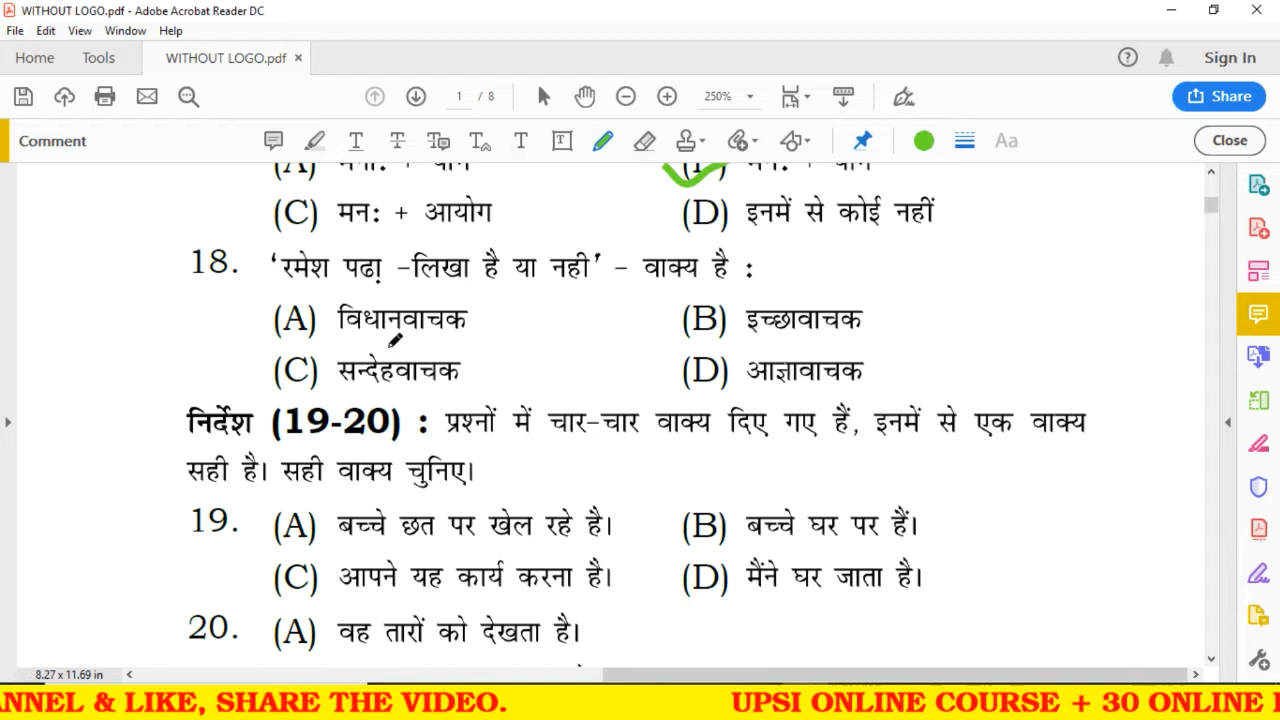 WITHOUT LOGO.pdf - Adobe Acrobat Reader DC
File Edit View Window Help
Home Tools WITHOUT LOGO.pdf × Sign In
1 / 8 250% Share
Comment Aa Close
(C) मन: + आयोग (D) इनमें से कोई नहीं
18. 'रमेश पढा़ -लिखा है या नही' - वाक्य है :
(A) विधानवाचक (B) इच्छावाचक
(C) सन्देहवाचक (D) आज्ञावाचक
निर्देश (19-20) : प्रश्नों में चार-चार वाक्य दिए गए हैं, इनमें से एक वाक्य
सही है। सही वाक्य चुनिए।
19. (A) बच्चे छत पर खेल रहे है। (B) बच्चे घर पर हैं।
(C) आपने यह कार्य करना है। (D) मैंने घर जाता है।
20. (A) वह तारों को देखता है।
8.27 x 11.69 in
ANNEL & LIKE, SHARE THE VIDEO. UPSI ONLINE COURSE + 30 ONLINE